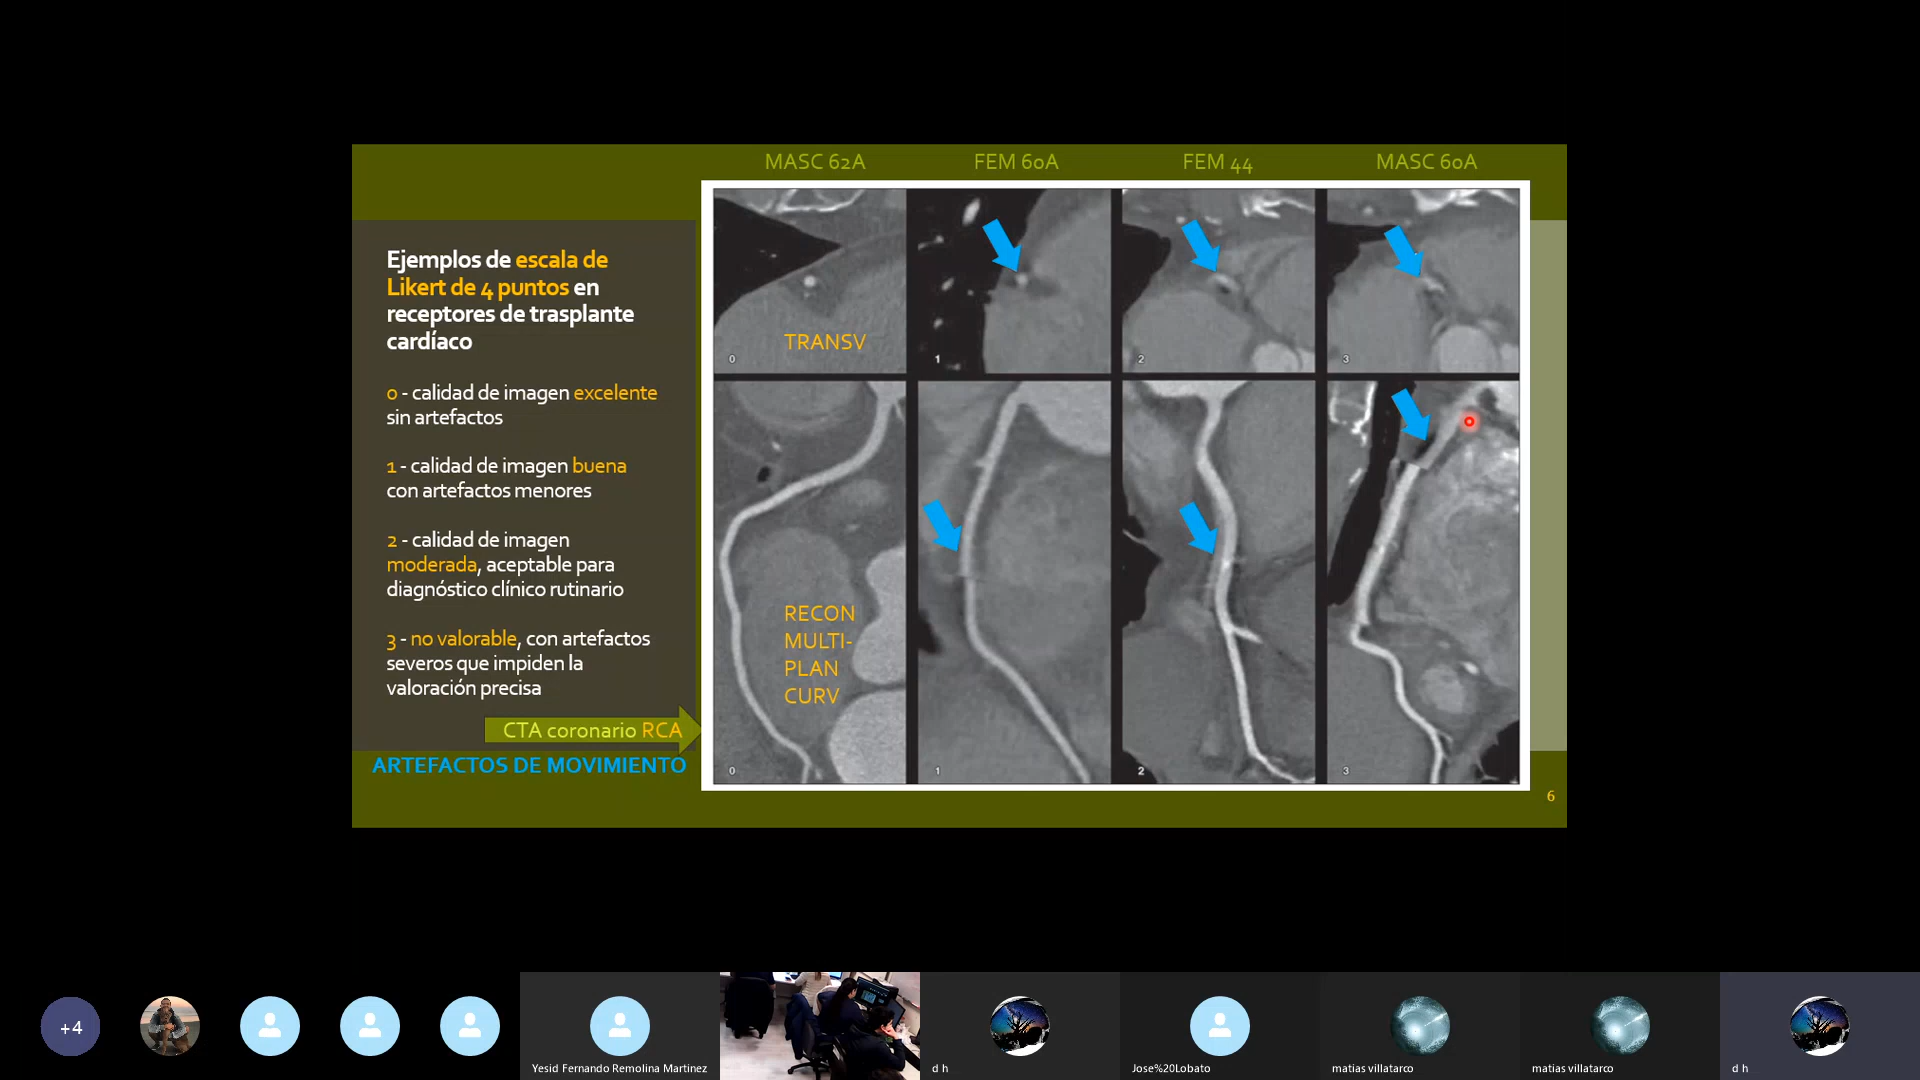 MASC 62A
FEM 60A
FEM 44
MASC 60A
Ejemplos de escala de
Likert de 4 puntos en
receptores de trasplante
cardíaco
0 - calidad de imagen excelente
sin artefactos
1 - calidad de imagen buena
con artefactos menores
2 - calidad de imagen
moderada, aceptable para
diagnóstico clínico rutinario
3 - no valorable, con artefactos
severos que impiden la
valoración precisa
CTA coronario RCA
ARTEFACTOS DE MOVIMIENTO
TRANSV
0
1
2
3
RECON
MULTI-
PLAN
CURV
0
1
2
3
6
+4
Yesid Fernando Remolina Martinez
d h
Jose%20Lobato
matias villatarco
matias villatarco
d h